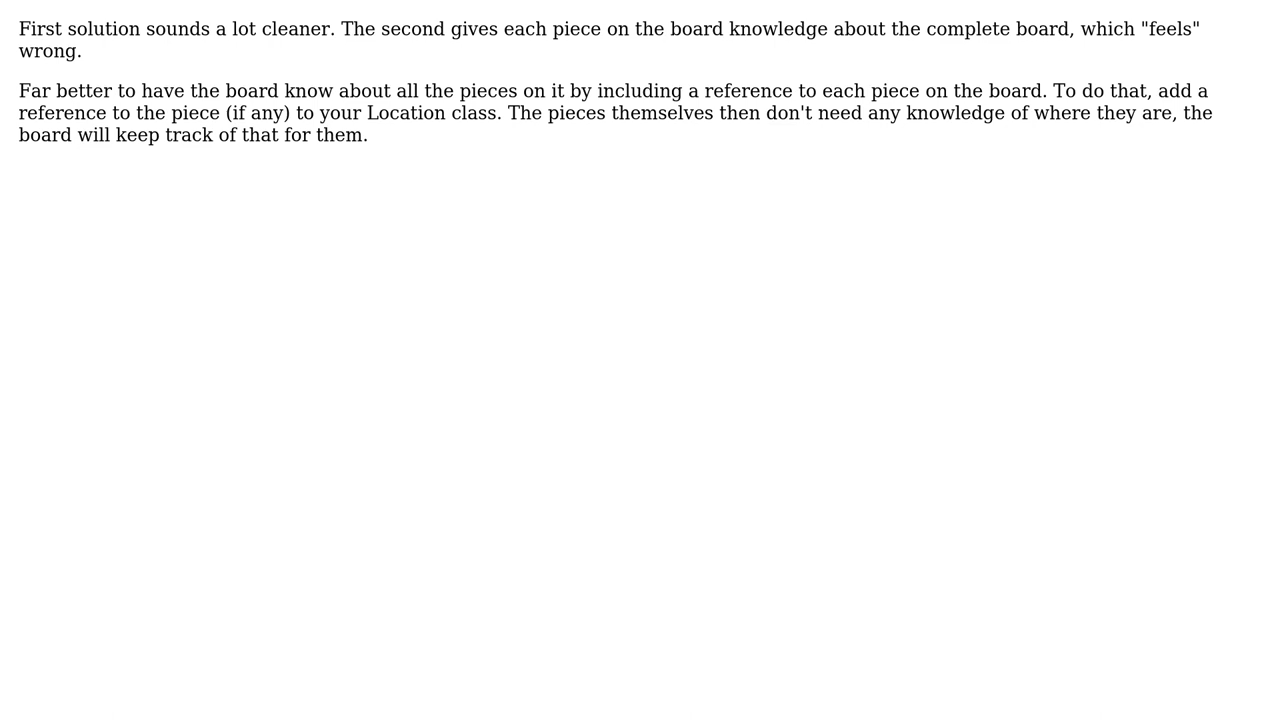 First solution sounds a lot cleaner. The second gives each piece on the board knowledge about the complete board, which "feels"
wrong.
Far better to have the board know about all the pieces on it by including a reference to each piece on the board. To do that, add a
reference to the piece (if any) to your Location class. The pieces themselves then don't need any knowledge of where they are, the
board will keep track of that for them.